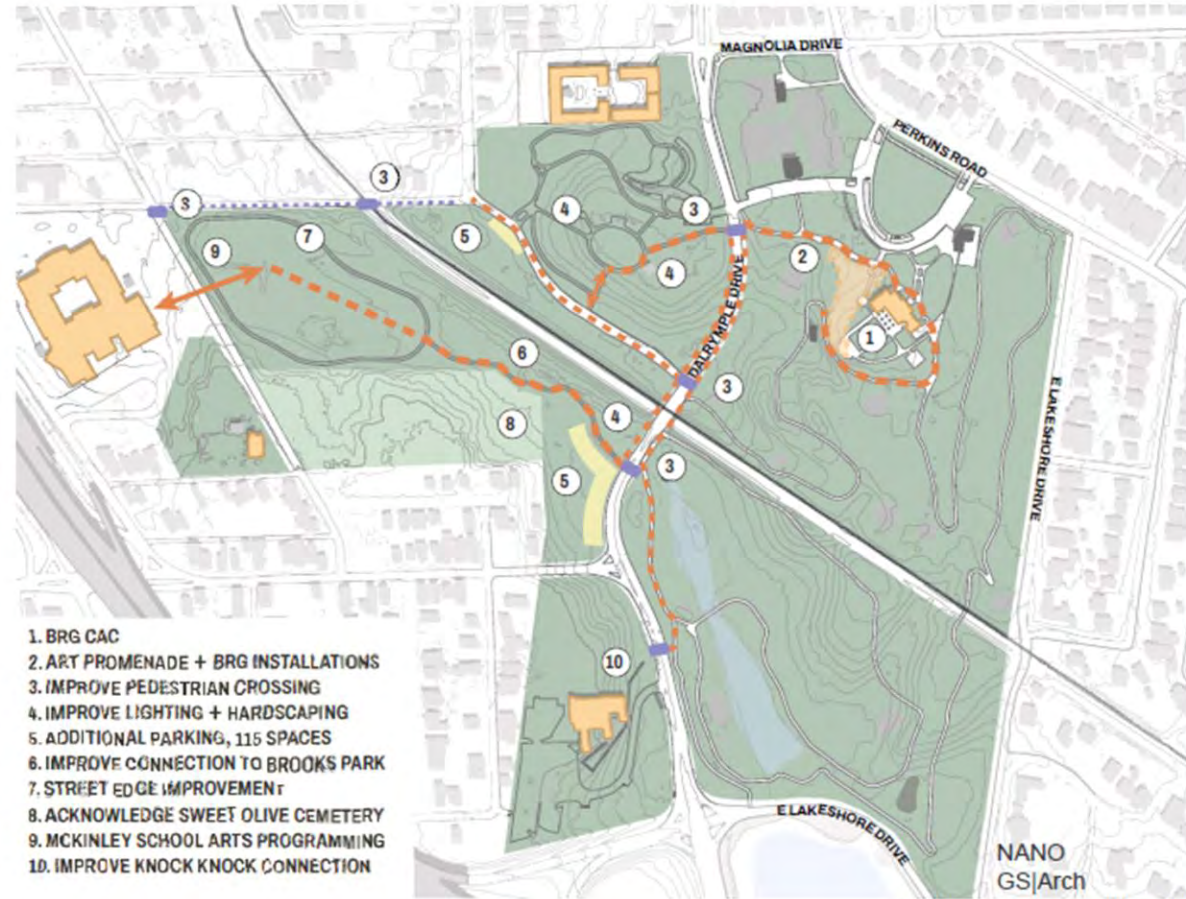 MAGNOLIA DRIVE
PERKINS ROAD
3
3
4
3
5
9
7
4
2
DALRYMPLE DRIVE
1
6
3
8
4
E LAKESHORE DRIVE
5
3
10
1. BRG CAC
2. ART PROMENADE + BRG INSTALLATIONS
3. IMPROVE PEDESTRIAN CROSSING
4. IMPROVE LIGHTING + HARDSCAPING
5. ADDITIONAL PARKING, 115 SPACES
6. IMPROVE CONNECTION TO BROOKS PARK
7. STREET EDGE IMPROVEMENT
8. ACKNOWLEDGE SWEET OLIVE CEMETERY
9. MCKINLEY SCHOOL ARTS PROGRAMMING
10. IMPROVE KNOCK KNOCK CONNECTION
E LAKESHORE DRIVE
NANO
GS|Arch